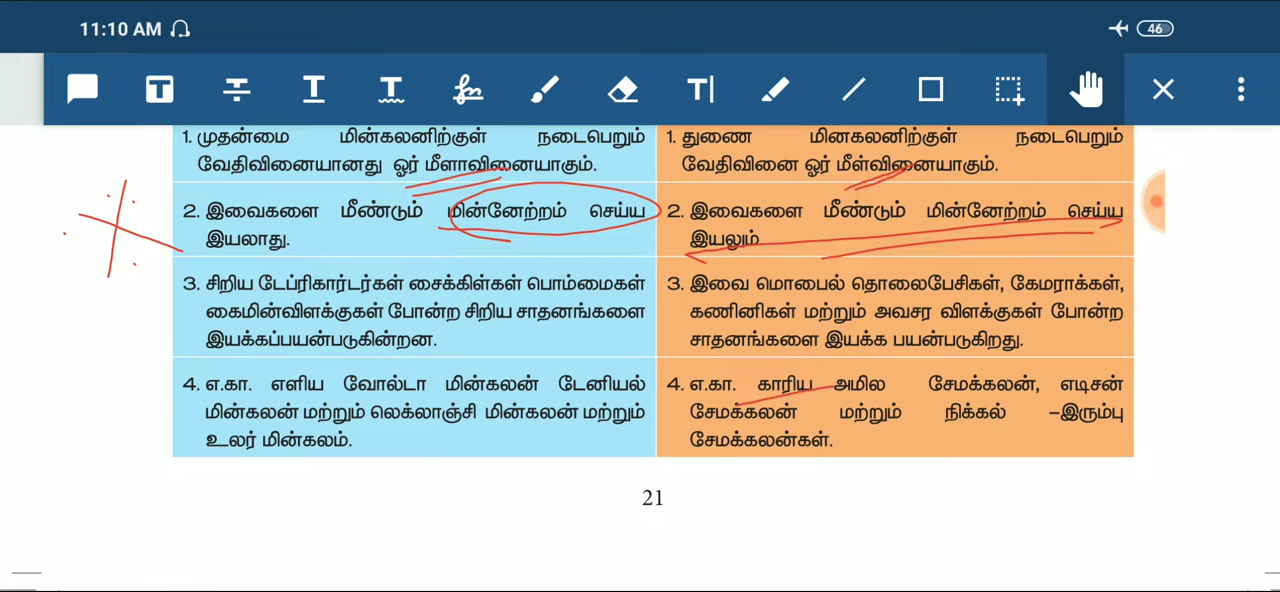 11:10 AM
46
1. முதன்மை மின்கலனிற்குள் நடைபெறும்
வேதிவினையானது ஓர் மீளாவினையாகும்.
2. இவைகளை மீண்டும் மின்னேற்றம் செய்ய
இயலாது.
3. சிறிய டேப்ரிகார்டர்கள் சைக்கிள்கள் பொம்மைகள்
கைமின்விளக்குகள் போன்ற சிறிய சாதனங்களை
இயக்கப்பயன்படுகின்றன.
4. எ.கா. எளிய வோல்டா மின்கலன் டேனியல்
மின்கலன் மற்றும் லெக்லாஞ்சி மின்கலன் மற்றும்
உலர் மின்கலம்.
1. துணை மினகலனிற்குள் நடைபெறும்
வேதிவினை ஓர் மீள்வினையாகும்.
2. இவைகளை மீண்டும் மின்னேற்றம் செய்ய
இயலும்
3. இவை மொபைல் தொலைபேசிகள், கேமராக்கள்,
கணினிகள் மற்றும் அவசர விளக்குகள் போன்ற
சாதனங்களை இயக்க பயன்படுகிறது.
4. எ.கா. காரிய அமில சேமக்கலன், எடிசன்
சேமக்கலன் மற்றும் நிக்கல் –இரும்பு
சேமக்கலன்கள்.
21